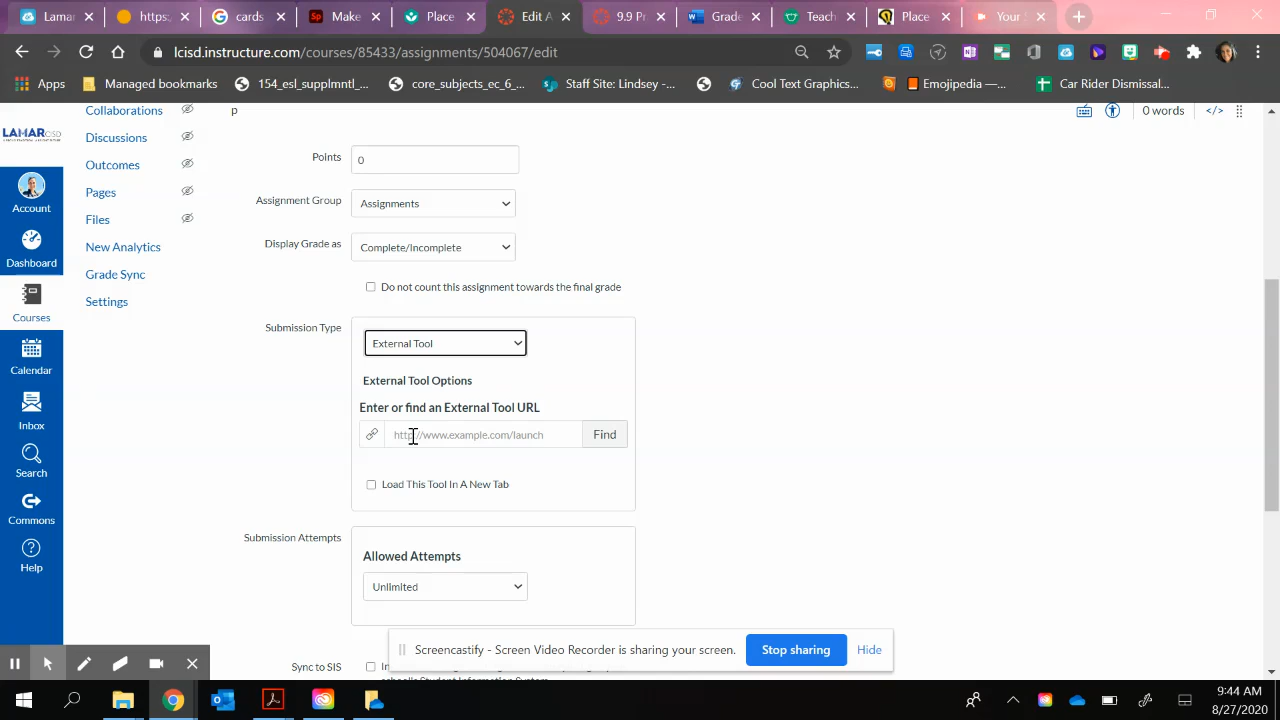 Lamar
https:
cards
Make
Place
Edit A
9.9 Pr
Grade
Teach
Place
Your S
lcisd.instructure.com/courses/85433/assignments/504067/edit
Apps
Managed bookmarks
154_esl_supplmntl_...
core_subjects_ec_6_...
Staff Site: Lindsey -...
Cool Text Graphics...
Emojipedia —...
Car Rider Dismissal...
LAMAR CISD
Account
Dashboard
Courses
Calendar
Inbox
Search
Commons
Help
Collaborations
Discussions
Outcomes
Pages
Files
New Analytics
Grade Sync
Settings
p
0 words
</>
Points
0
Assignment Group
Assignments
Display Grade as
Complete/Incomplete
Do not count this assignment towards the final grade
Submission Type
External Tool
External Tool Options
Enter or find an External Tool URL
http://www.example.com/launch
Find
Load This Tool In A New Tab
Submission Attempts
Allowed Attempts
Unlimited
Screencastify - Screen Video Recorder is sharing your screen.
Stop sharing
Hide
Sync to SIS
9:44 AM
8/27/2020